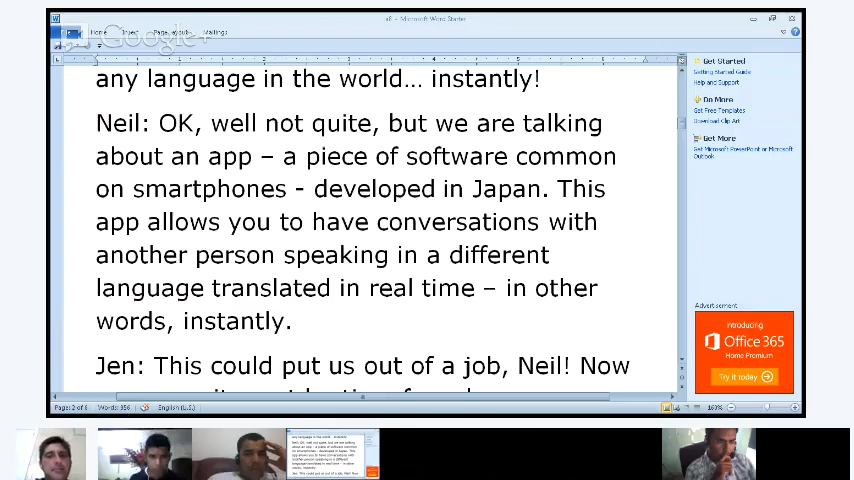 x6 - Microsoft Word Starter
Home Insert Page Layout Mailings
Google+
any language in the world… instantly!
Neil: OK, well not quite, but we are talking
about an app – a piece of software common
on smartphones - developed in Japan. This
app allows you to have conversations with
another person speaking in a different
language translated in real time – in other
words, instantly.
Jen: This could put us out of a job, Neil! Now
Get Started
Getting Started Guide
Help and Support
Do More
Get Free Templates
Download Clip Art
Get More
Get Microsoft PowerPoint or Microsoft
Outlook
Advertisement
Introducing
Office 365
Home Premium
Try it today
Page: 2 of 8 Words: 956 English (U.S.) 160%